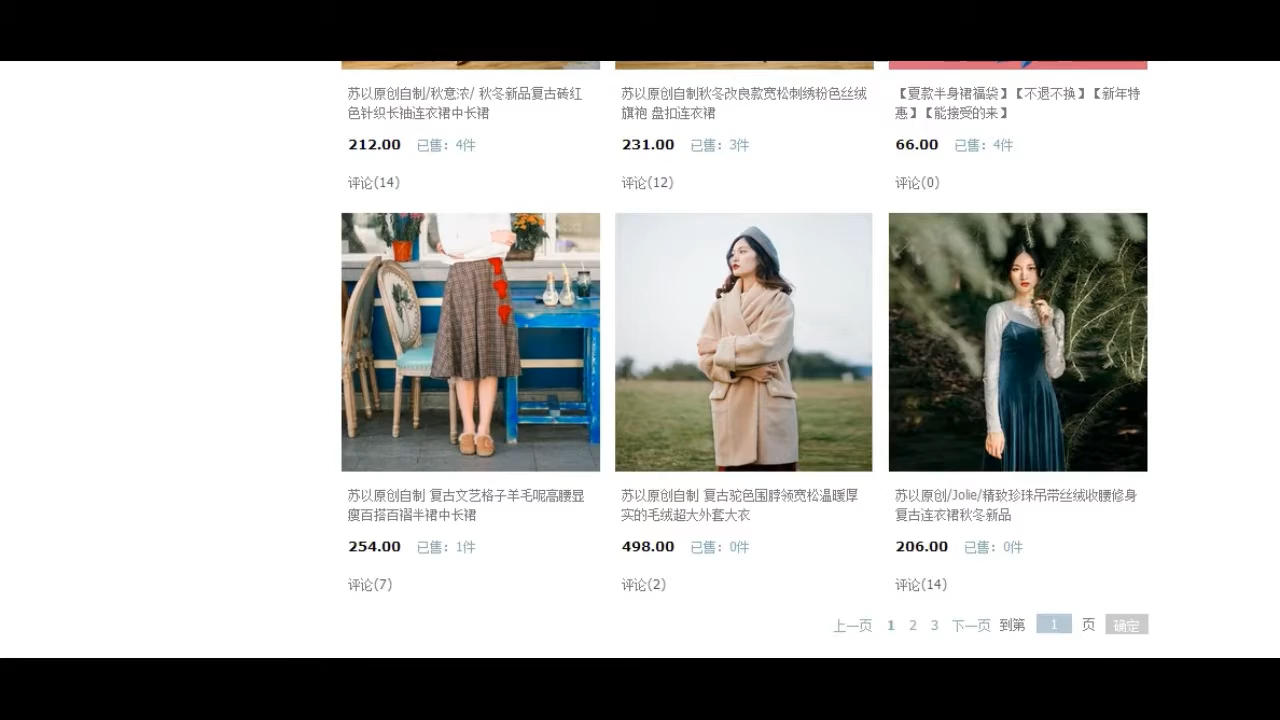 苏以原创自制/秋意浓/ 秋冬新品复古砖红
色针织长袖连衣裙中长裙
212.00 已售：4件
评论(14)
苏以原创自制秋冬改良款宽松刺绣粉色丝绒
旗袍 盘扣连衣裙
231.00 已售：3件
评论(12)
【夏款半身裙福袋】【不退不换】【新年特
惠】【能接受的来】
66.00 已售：4件
评论(0)
苏以原创自制 复古文艺格子羊毛呢高腰显
瘦百搭百褶半裙中长裙
254.00 已售：1件
评论(7)
苏以原创自制 复古驼色围脖领宽松温暖厚
实的毛绒超大外套大衣
498.00 已售：0件
评论(2)
苏以原创/Jolie/精致珍珠吊带丝绒收腰修身
复古连衣裙秋冬新品
206.00 已售：0件
评论(14)
上一页 1 2 3 下一页 到第 1 页 确定